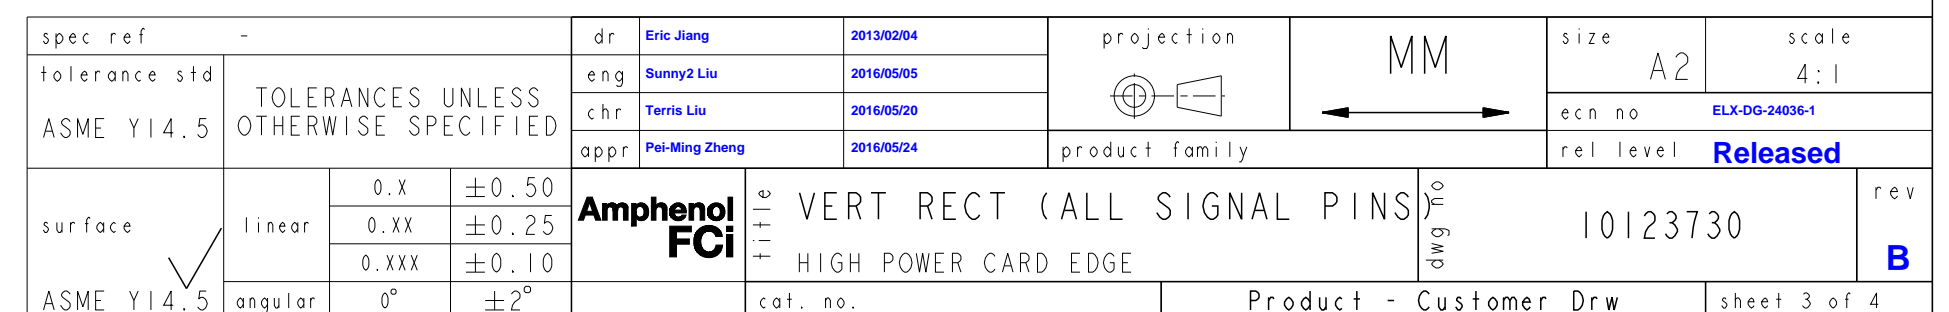 spec ref -
dr Eric Jiang 2013/02/04
projection
MM
size A2
scale 4:1
tolerance std
ASME Y14.5
TOLERANCES UNLESS
OTHERWISE SPECIFIED
eng Sunny2 Liu 2016/05/05
chr Terris Liu 2016/05/20
ecn no ELX-DG-24036-1
appr Pei-Ming Zheng 2016/05/24
product family
rel level Released
surface
ASME Y14.5
linear
0.X ±0.50
0.XX ±0.25
0.XXX ±0.10
angular 0° ±2°
Amphenol
FCi
title
VERT RECT (ALL SIGNAL PINS)
HIGH POWER CARD EDGE
dwg no
10123730
rev
B
cat. no.
Product - Customer Drw
sheet 3 of 4